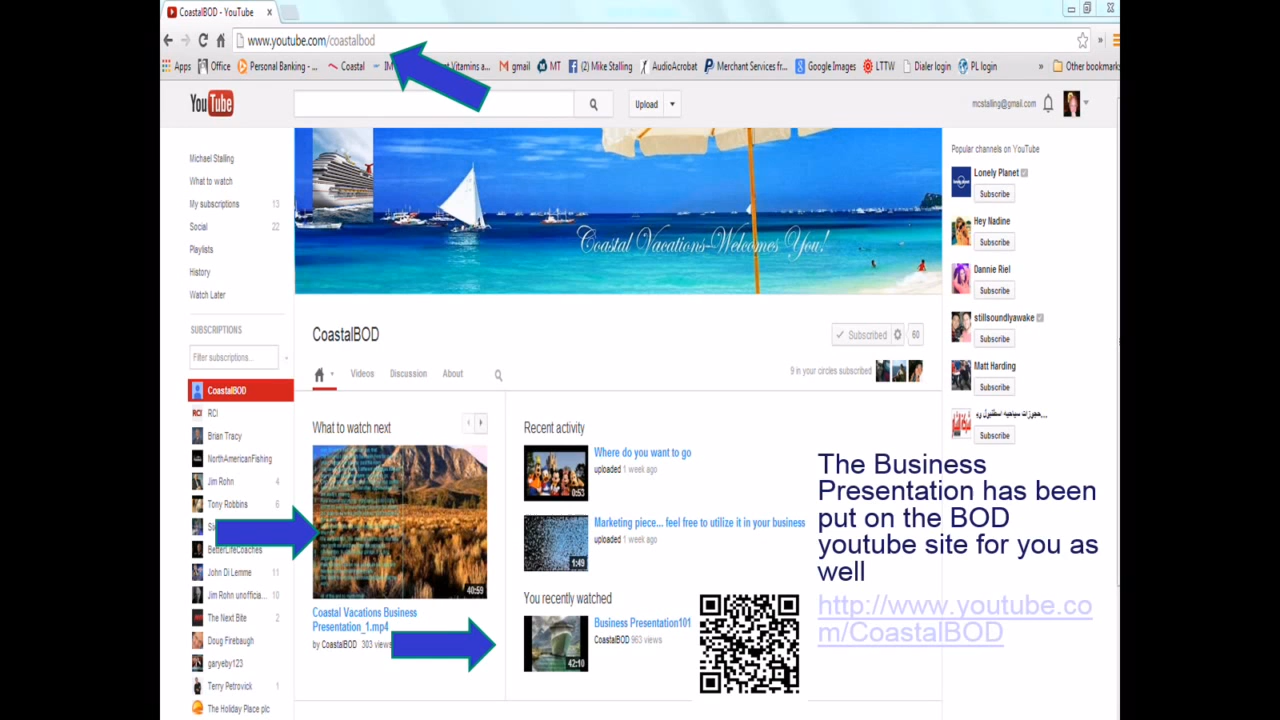 CoastalBOD - YouTube
www.youtube.com/coastalbod
Apps
Office
Personal Banking - ...
Coastal
Vitamins a...
gmail
MT
(2) Mike Stalling
AudioAcrobat
Merchant Services fr...
Google Images
LTTW
Dialer login
PL login
»
Other bookmarks
YouTube
Upload
mcstalling@gmail.com
Michael Stalling
What to watch
My subscriptions 13
Social 22
Playlists
History
Watch Later
SUBSCRIPTIONS
Filter subscriptions...
CoastalBOD
RCI
Brian Tracy
NorthAmericanFishing
Jim Rohn 4
Tony Robbins 6
BetterLifeCoaches
John Di Lemme 11
Jim Rohn unofficia... 10
The Next Bite 2
Doug Firebaugh
garyeby123
Terry Petrovick 1
The Holiday Place plc
Coastal Vacations-Welcomes You!
CoastalBOD
Subscribed 60
Videos Discussion About
9 in your circles subscribed
What to watch next
40:59
Coastal Vacations Business
Presentation_1.mp4
by CoastalBOD 303 views
Recent activity
0:53
Where do you want to go
uploaded 1 week ago
1:49
Marketing piece... feel free to utilize it in your business
uploaded 1 week ago
You recently watched
42:10
Business Presentation101
CoastalBOD 963 views
Popular channels on YouTube
Lonely Planet
Subscribe
Hey Nadine
Subscribe
Dannie Riel
Subscribe
stillsoundlyawake
Subscribe
Matt Harding
Subscribe
Subscribe
The Business
Presentation has been
put on the BOD
youtube site for you as
well
http://www.youtube.co
m/CoastalBOD